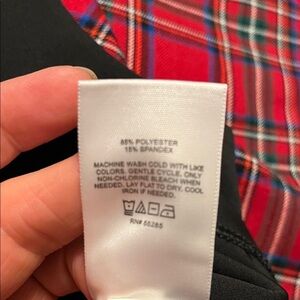 85% POLYESTER
15% SPANDEX
MACHINE WASH COLD WITH LIKE
COLORS. GENTLE CYCLE. ONLY
NON-CHLORINE BLEACH WHEN
NEEDED. LAY FLAT TO DRY. COOL
IRON IF NEEDED.
RN# 56285